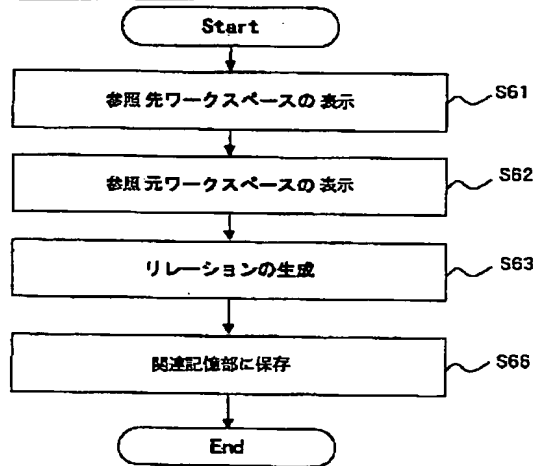 Start
参照先ワークスペースの表示
S61
参照元ワークスペースの表示
S62
リレーションの生成
S63
関連記憶部に保存
S66
End